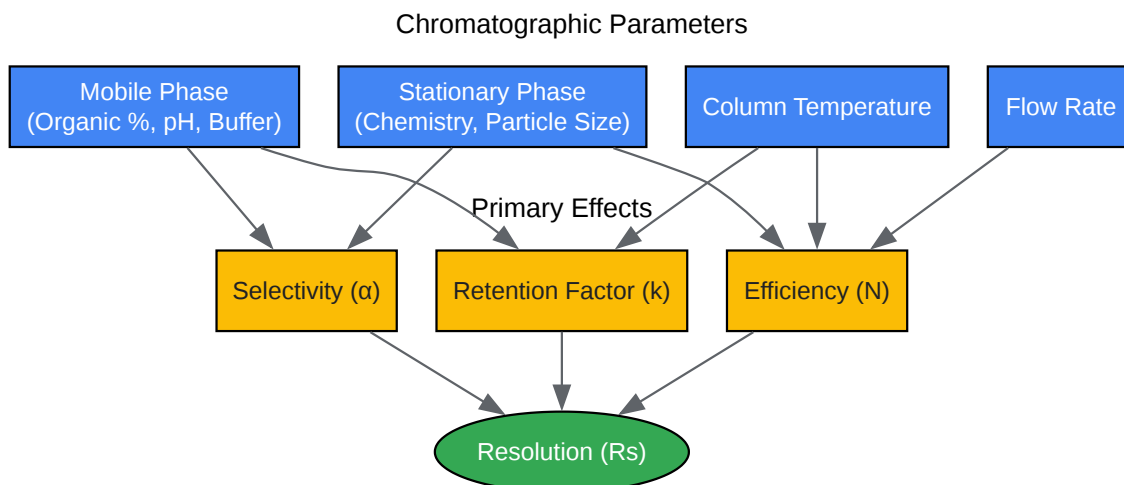 Chromatographic Parameters
Mobile Phase
(Organic %, pH, Buffer)
Stationary Phase
(Chemistry, Particle Size)
Column Temperature
Flow Rate
Primary Effects
Selectivity (α)
Retention Factor (k)
Efficiency (N)
Resolution (Rs)